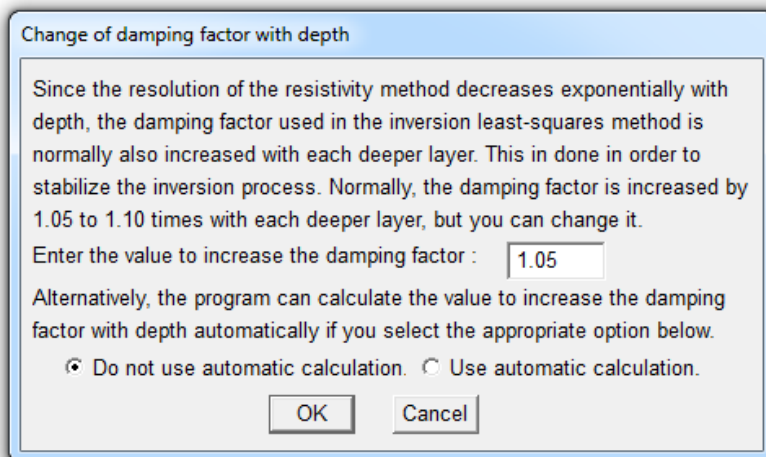 Change of damping factor with depth
Since the resolution of the resistivity method decreases exponentially with
depth, the damping factor used in the inversion least-squares method is
normally also increased with each deeper layer. This in done in order to
stabilize the inversion process. Normally, the damping factor is increased by
1.05 to 1.10 times with each deeper layer, but you can change it.
Enter the value to increase the damping factor : 1.05
Alternatively, the program can calculate the value to increase the damping
factor with depth automatically if you select the appropriate option below.
Do not use automatic calculation. Use automatic calculation.
OK Cancel